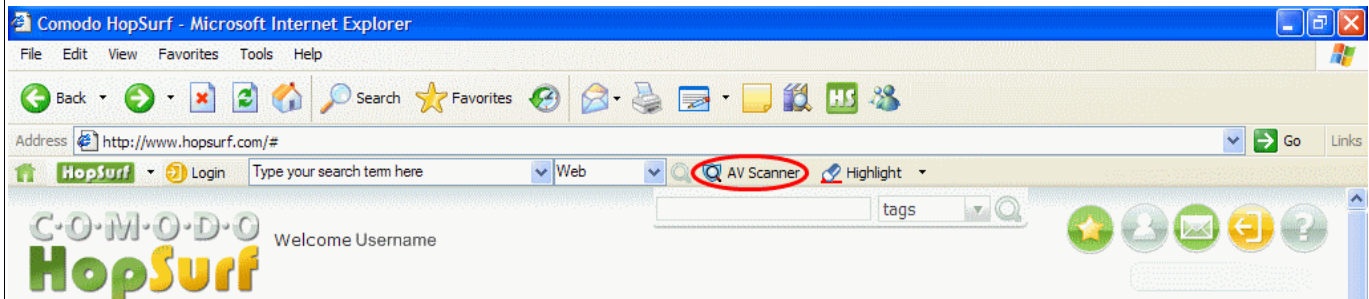 Comodo HopSurf - Microsoft Internet Explorer
File Edit View Favorites Tools Help
Back Search Favorites HS
Address http://www.hopsurf.com/# Go Links
HopSurf Login Type your search term here Web AV Scanner Highlight
tags
C·O·M·O·D·O
Welcome Username
HopSurf